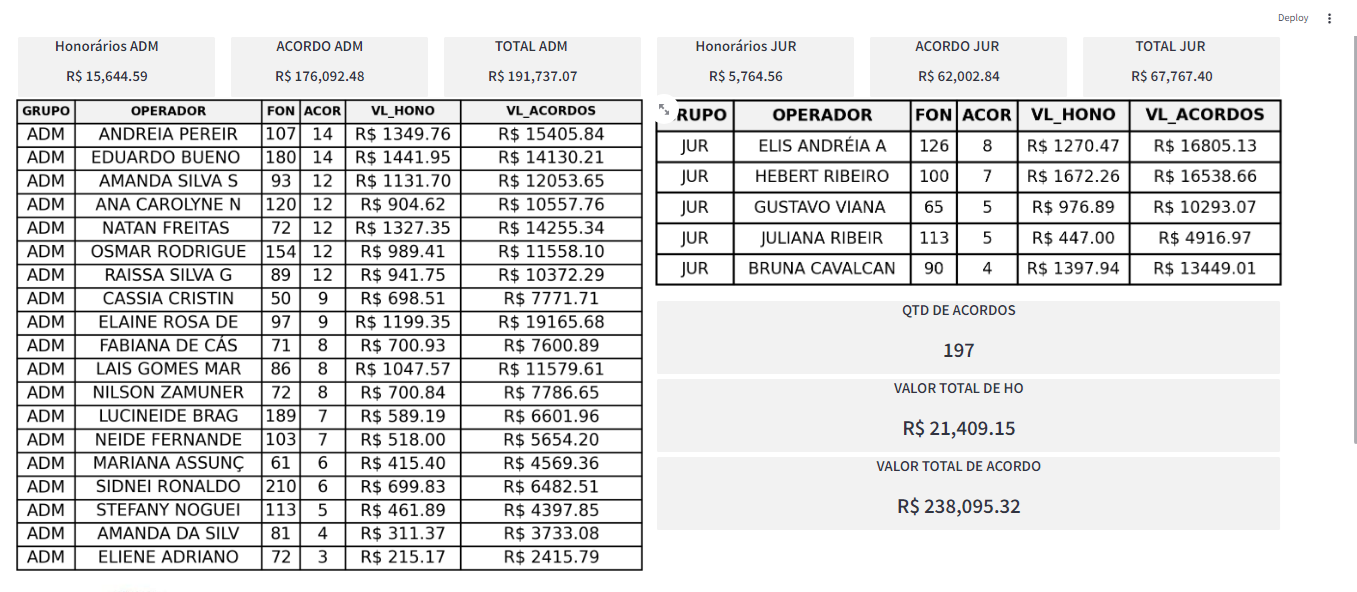 Deploy
Honorários ADM
R$ 15,644.59
ACORDO ADM
R$ 176,092.48
TOTAL ADM
R$ 191,737.07
Honorários JUR
R$ 5,764.56
ACORDO JUR
R$ 62,002.84
TOTAL JUR
R$ 67,767.40
GRUPO OPERADOR FON ACOR VL_HONO VL_ACORDOS
ADM ANDREIA PEREIR 107 14 R$ 1349.76 R$ 15405.84
ADM EDUARDO BUENO 180 14 R$ 1441.95 R$ 14130.21
ADM AMANDA SILVA S 93 12 R$ 1131.70 R$ 12053.65
ADM ANA CAROLYNE N 120 12 R$ 904.62 R$ 10557.76
ADM NATAN FREITAS 72 12 R$ 1327.35 R$ 14255.34
ADM OSMAR RODRIGUE 154 12 R$ 989.41 R$ 11558.10
ADM RAISSA SILVA G 89 12 R$ 941.75 R$ 10372.29
ADM CASSIA CRISTIN 50 9 R$ 698.51 R$ 7771.71
ADM ELAINE ROSA DE 97 9 R$ 1199.35 R$ 19165.68
ADM FABIANA DE CÁS 71 8 R$ 700.93 R$ 7600.89
ADM LAIS GOMES MAR 86 8 R$ 1047.57 R$ 11579.61
ADM NILSON ZAMUNER 72 8 R$ 700.84 R$ 7786.65
ADM LUCINEIDE BRAG 189 7 R$ 589.19 R$ 6601.96
ADM NEIDE FERNANDE 103 7 R$ 518.00 R$ 5654.20
ADM MARIANA ASSUNÇ 61 6 R$ 415.40 R$ 4569.36
ADM SIDNEI RONALDO 210 6 R$ 699.83 R$ 6482.51
ADM STEFANY NOGUEI 113 5 R$ 461.89 R$ 4397.85
ADM AMANDA DA SILV 81 4 R$ 311.37 R$ 3733.08
ADM ELIENE ADRIANO 72 3 R$ 215.17 R$ 2415.79
RUPO OPERADOR FON ACOR VL_HONO VL_ACORDOS
JUR ELIS ANDRÉIA A 126 8 R$ 1270.47 R$ 16805.13
JUR HEBERT RIBEIRO 100 7 R$ 1672.26 R$ 16538.66
JUR GUSTAVO VIANA 65 5 R$ 976.89 R$ 10293.07
JUR JULIANA RIBEIR 113 5 R$ 447.00 R$ 4916.97
JUR BRUNA CAVALCAN 90 4 R$ 1397.94 R$ 13449.01
QTD DE ACORDOS
197
VALOR TOTAL DE HO
R$ 21,409.15
VALOR TOTAL DE ACORDO
R$ 238,095.32